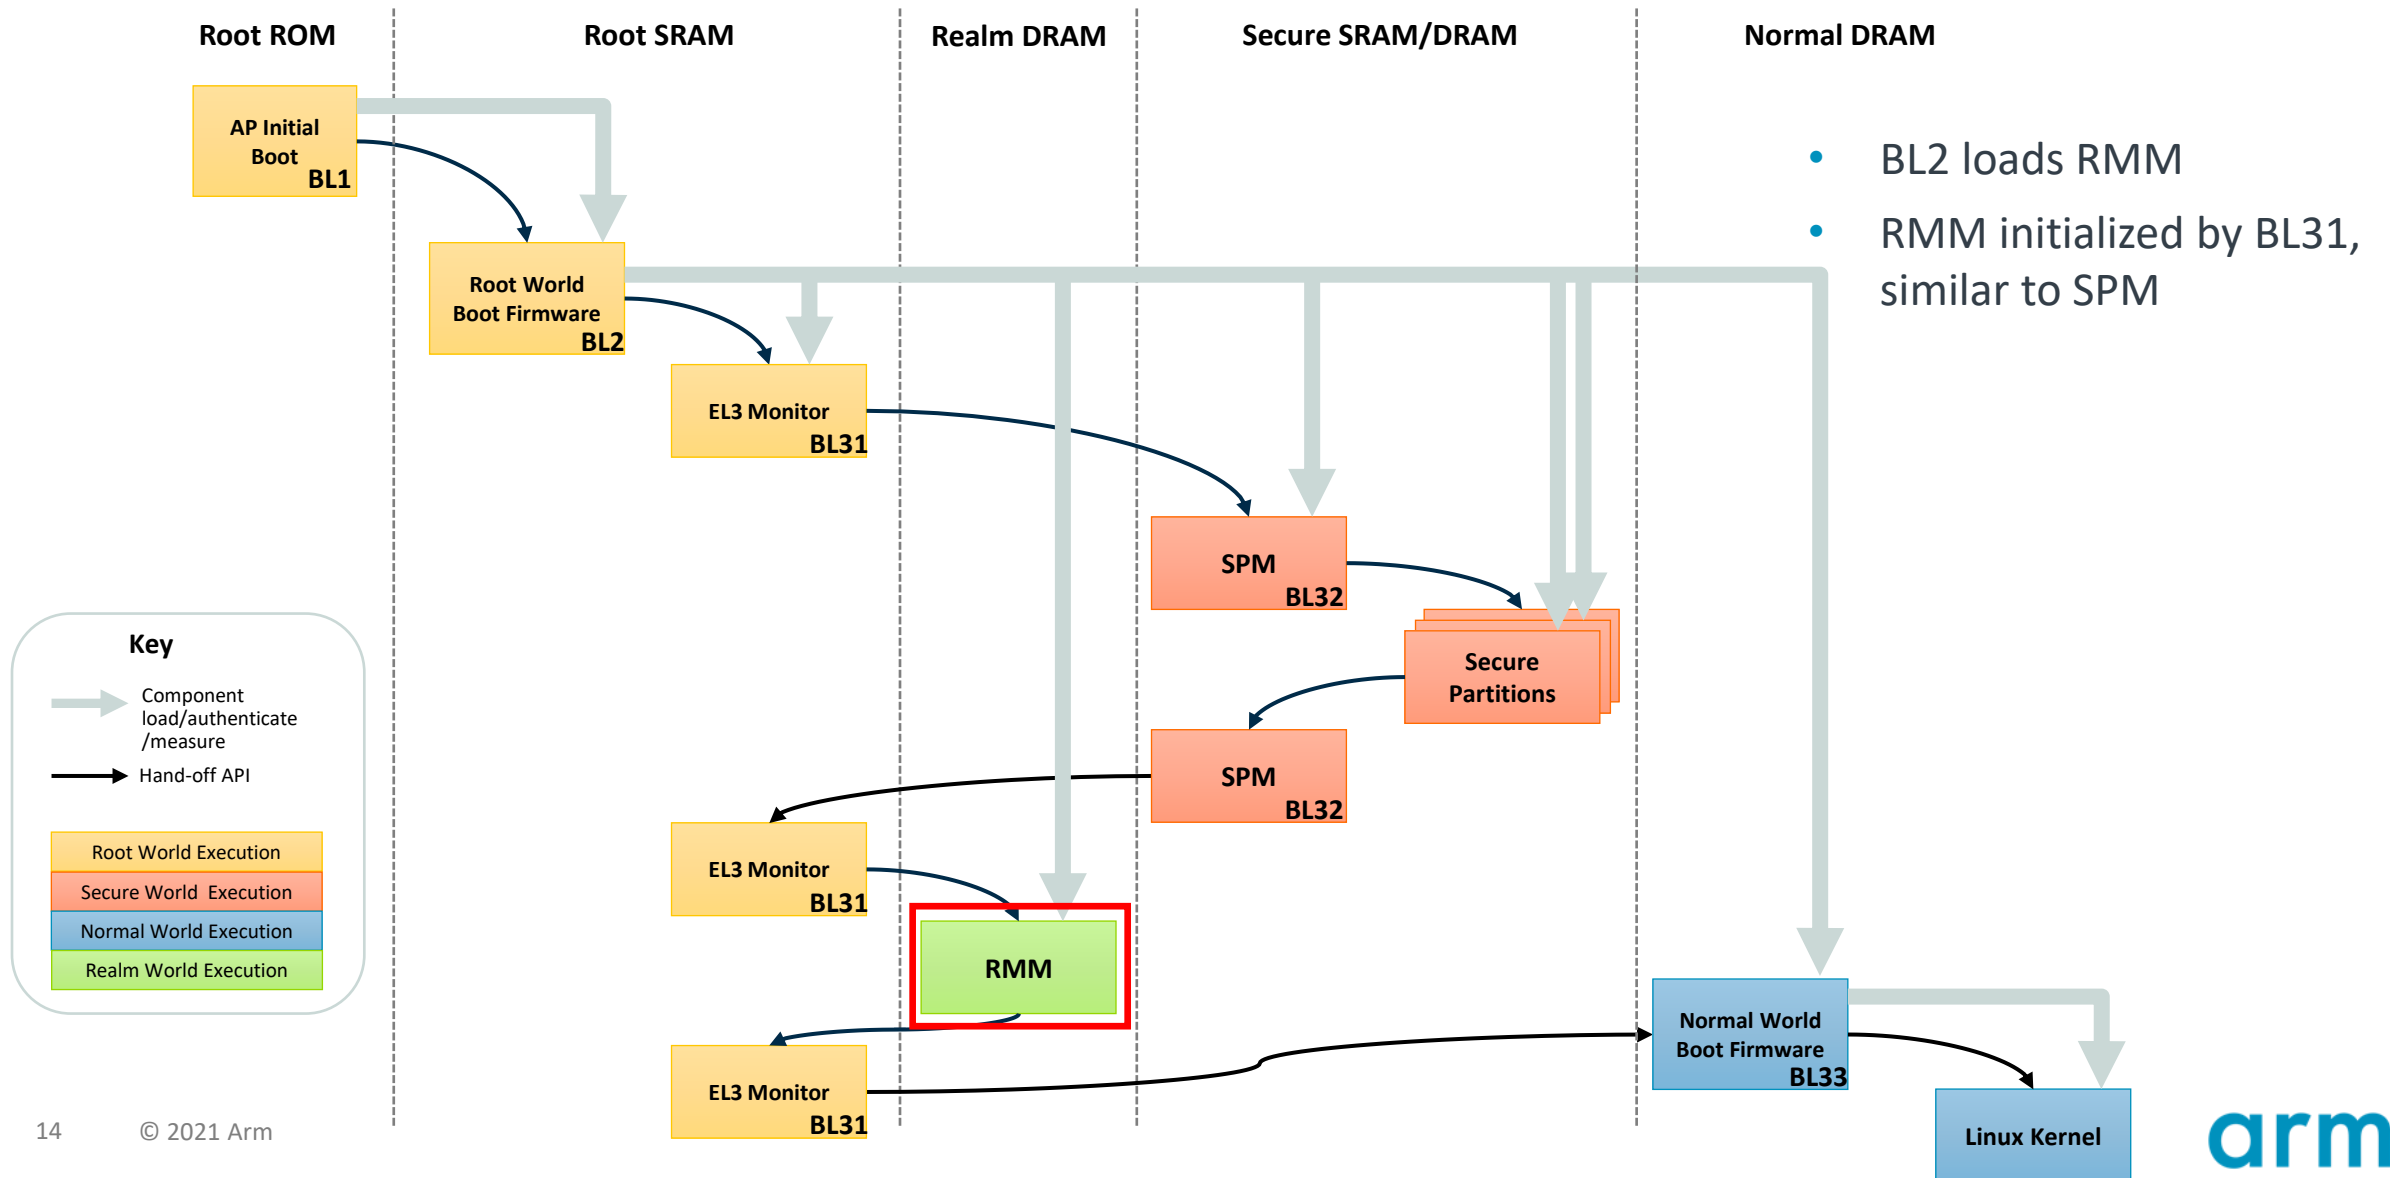 Root ROM
Root SRAM
Realm DRAM
Secure SRAM/DRAM
Normal DRAM
AP Initial
Boot
BL1
Root World
Boot Firmware
BL2
EL3 Monitor
BL31
SPM
BL32
Secure
Partitions
SPM
BL32
EL3 Monitor
BL31
RMM
EL3 Monitor
BL31
Normal World
Boot Firmware
BL33
Linux Kernel
• BL2 loads RMM
• RMM initialized by BL31,
similar to SPM
Key
Component
load/authenticate
/measure
Hand-off API
Root World Execution
Secure World Execution
Normal World Execution
Realm World Execution
14
© 2021 Arm
arm